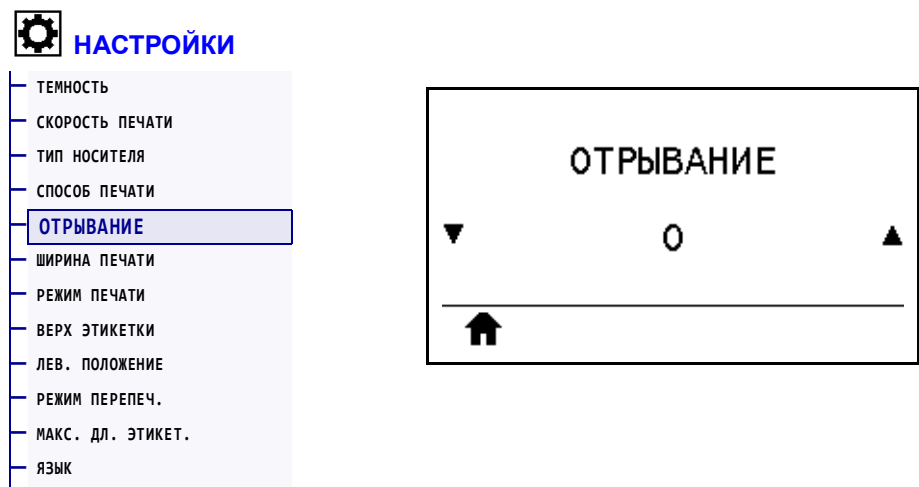 НАСТРОЙКИ
ТЕМНОСТЬ
СКОРОСТЬ ПЕЧАТИ
ТИП НОСИТЕЛЯ
СПОСОБ ПЕЧАТИ
ОТРЫВАНИЕ
ШИРИНА ПЕЧАТИ
РЕЖИМ ПЕЧАТИ
ВЕРХ ЭТИКЕТКИ
ЛЕВ. ПОЛОЖЕНИЕ
РЕЖИМ ПЕРЕПЕЧ.
МАКС. ДЛ. ЭТИКЕТ.
ЯЗЫК
ОТРЫВАНИЕ
0